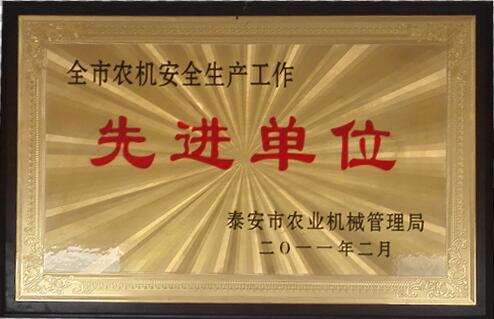 全市农机安全生产工作
先进单位
泰安市农业机械管理局
二〇一一年二月